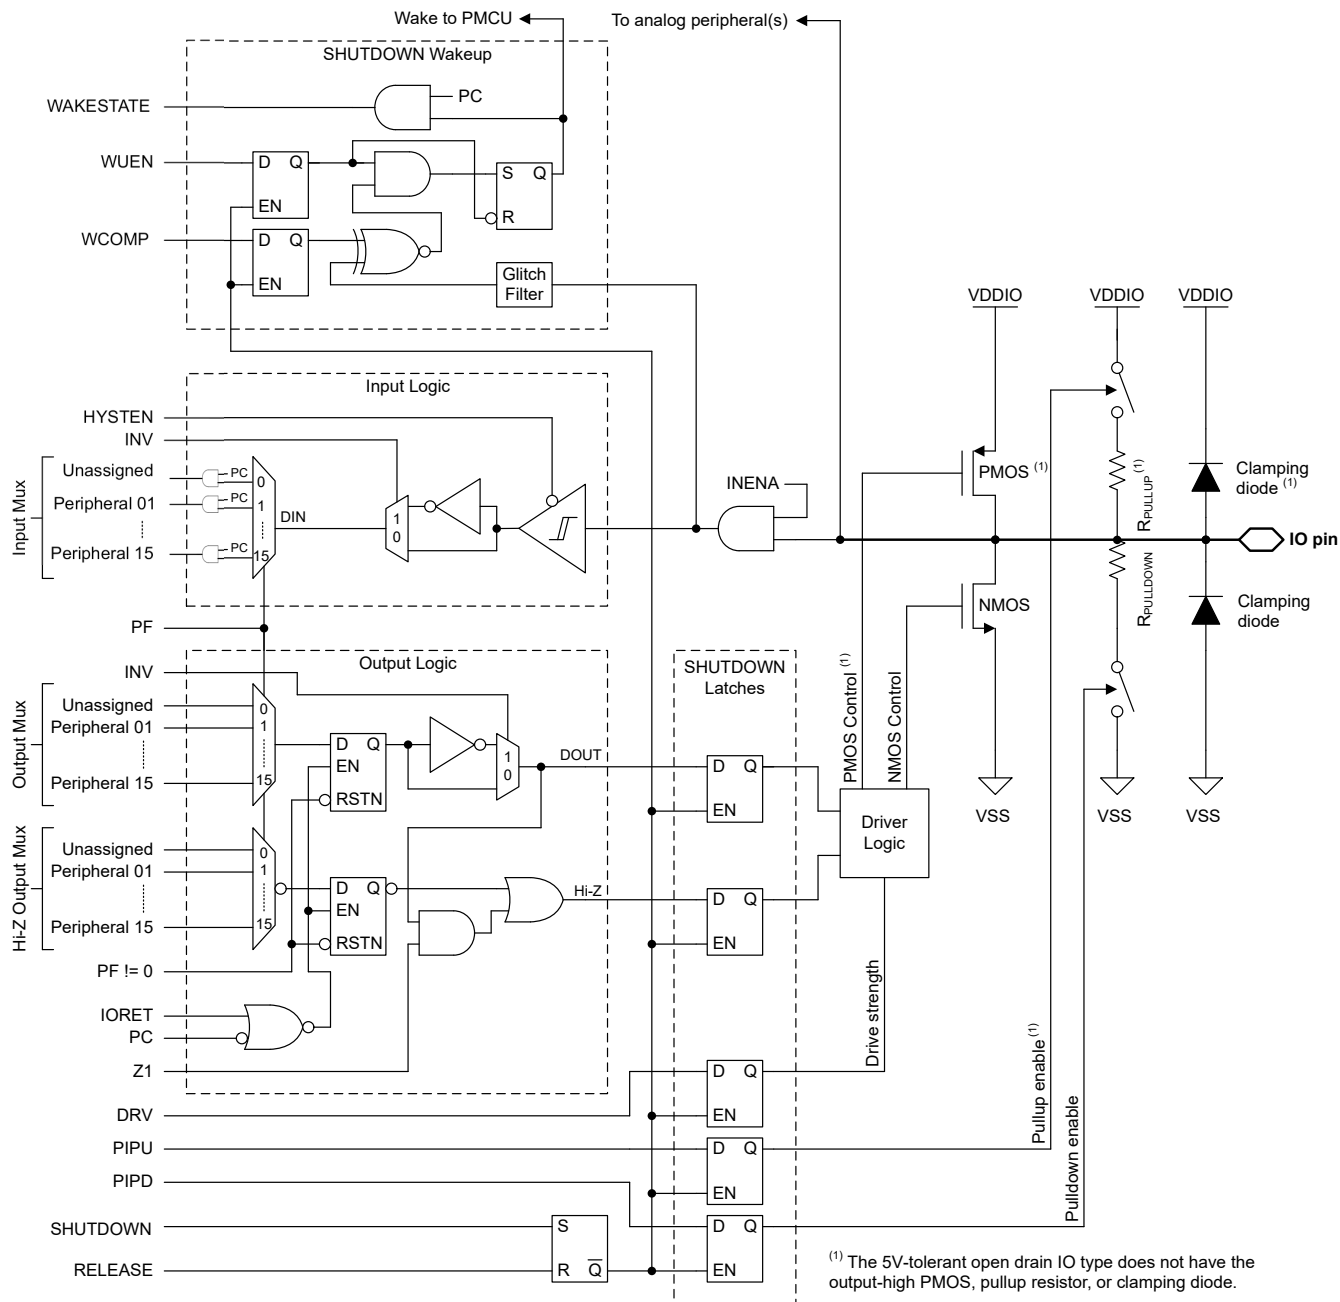 Wake to PMCU
To analog peripheral(s)
SHUTDOWN Wakeup
WAKESTATE
PC
WUEN
D Q
EN
S Q
R
WCOMP
D Q
EN
Glitch
Filter
VDDIO
VDDIO
VDDIO
Input Logic
HYSTEN
INV
Input Mux
Unassigned
PC
0
Peripheral 01
PC
1
Peripheral 15
PC
15
DIN
1
0
INENA
PMOS (1)
RPULLUP (1)
Clamping
diode (1)
IO pin
NMOS
RPULLDOWN
Clamping
diode
PF
Output Logic
INV
Output Mux
Unassigned
0
Peripheral 01
1
Peripheral 15
15
D Q
EN
RSTN
1
0
DOUT
SHUTDOWN
Latches
D Q
EN
PMOS Control (1)
NMOS Control
Driver
Logic
VSS
VSS
VSS
Hi-Z Output Mux
Unassigned
0
Peripheral 01
1
Peripheral 15
15
D Q
EN
RSTN
Hi-Z
D Q
EN
PF != 0
IORET
PC
Z1
Drive strength
DRV
D Q
EN
PIPU
D Q
EN
Pullup enable (1)
PIPD
D Q
EN
Pulldown enable
SHUTDOWN
S
RELEASE
R Q̅
(1) The 5V-tolerant open drain IO type does not have the
output-high PMOS, pullup resistor, or clamping diode.